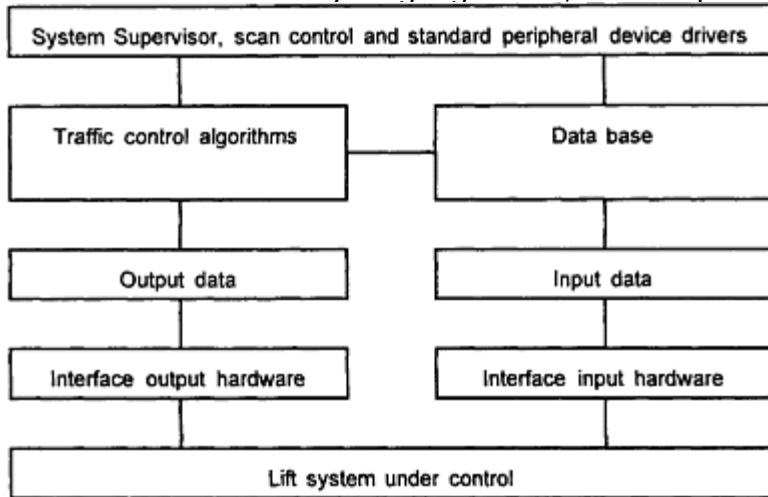 System Supervisor, scan control and standard peripheral device drivers
Traffic control algorithms
Data base
Output data
Input data
Interface output hardware
Interface input hardware
Lift system under control